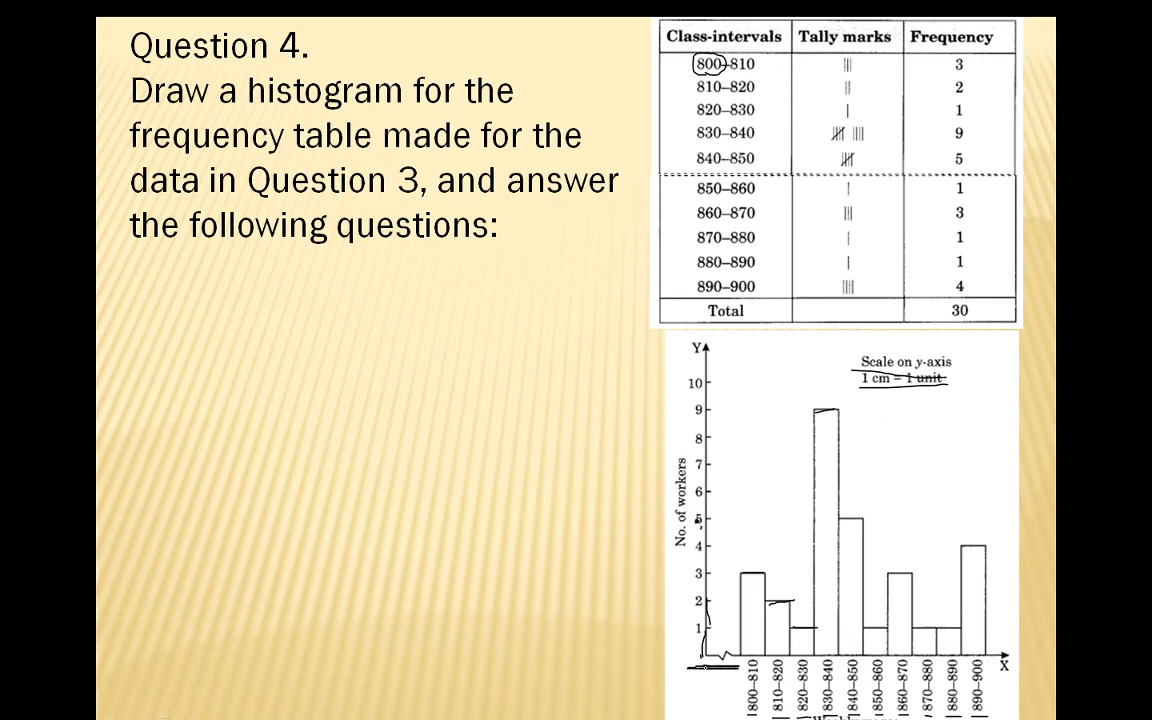 Question 4.
Draw a histogram for the
frequency table made for the
data in Question 3, and answer
the following questions:
Class-intervals Tally marks Frequency
800–810 3
810–820 2
820–830 1
830–840 9
840–850 5
850–860 1
860–870 3
870–880 1
880–890 1
890–900 4
Total 30
Y
Scale on y-axis
1 cm = 1 unit
10
9
8
7
6
5
4
3
2
1
No. of workers
X
800–810
810–820
820–830
830–840
840–850
850–860
860–870
870–880
880–890
890–900